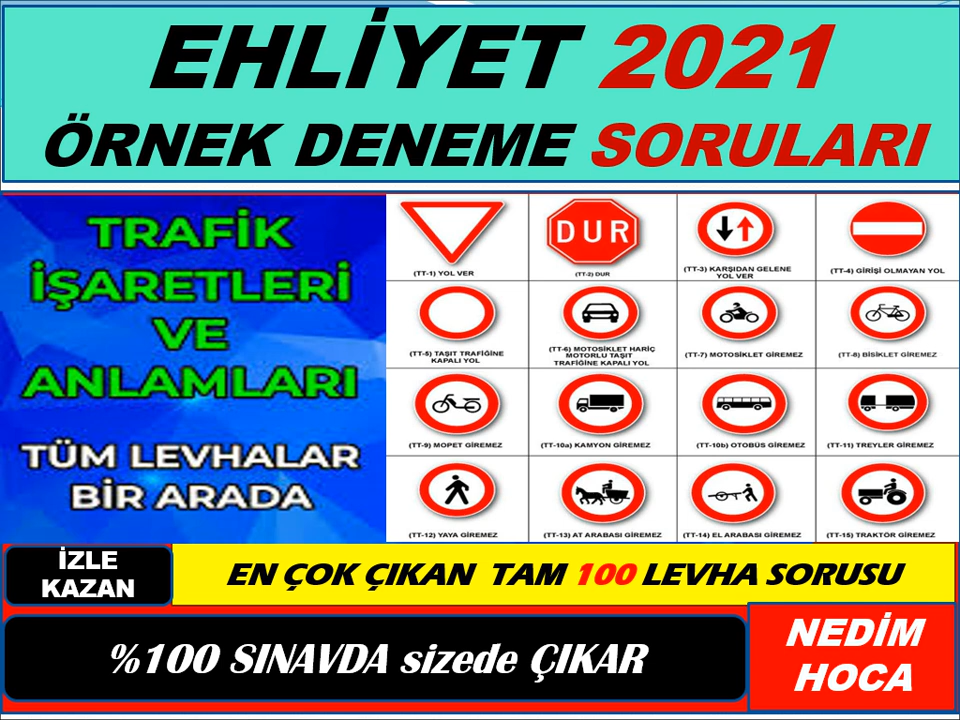 EHLİYET 2021
ÖRNEK DENEME SORULARI
TRAFİK
İŞARETLERİ
VE
ANLAMLARI
TÜM LEVHALAR
BİR ARADA
(TT-1) YOL VER
DUR
(TT-2) DUR
(TT-3) KARŞIDAN GELENE
YOL VER
(TT-4) GİRİŞİ OLMAYAN YOL
(TT-5) TAŞIT TRAFİĞİNE
KAPALI YOL
(TT-6) MOTOSİKLET HARİÇ
MOTORLU TAŞIT
TRAFİĞİNE KAPALI YOL
(TT-7) MOTOSİKLET GİREMEZ
(TT-8) BİSİKLET GİREMEZ
(TT-9) MOPET GİREMEZ
(TT-10a) KAMYON GİREMEZ
(TT-10b) OTOBÜS GİREMEZ
(TT-11) TREYLER GİREMEZ
(TT-12) YAYA GİREMEZ
(TT-13) AT ARABASI GİREMEZ
(TT-14) EL ARABASI GİREMEZ
(TT-15) TRAKTÖR GİREMEZ
İZLE
KAZAN
EN ÇOK ÇIKAN TAM 100 LEVHA SORUSU
%100 SINAVDA sizede ÇIKAR
NEDİM
HOCA